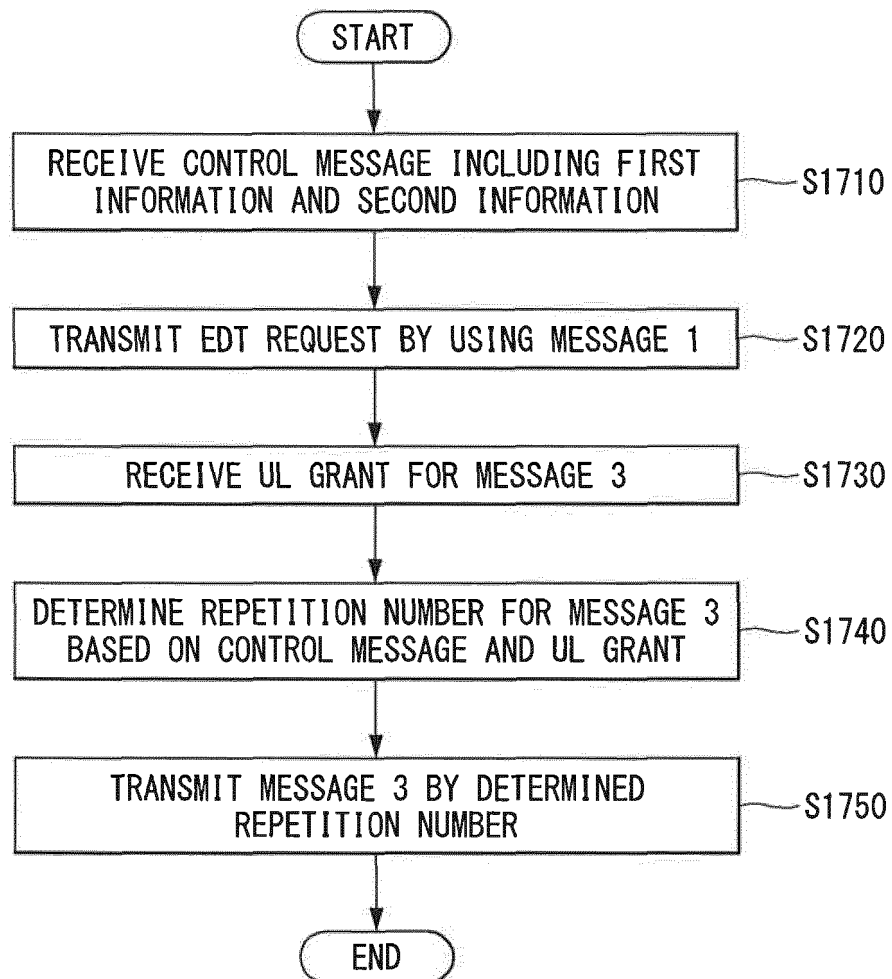 START
RECEIVE CONTROL MESSAGE INCLUDING FIRST
INFORMATION AND SECOND INFORMATION
S1710
TRANSMIT EDT REQUEST BY USING MESSAGE 1
S1720
RECEIVE UL GRANT FOR MESSAGE 3
S1730
DETERMINE REPETITION NUMBER FOR MESSAGE 3
BASED ON CONTROL MESSAGE AND UL GRANT
S1740
TRANSMIT MESSAGE 3 BY DETERMINED
REPETITION NUMBER
S1750
END